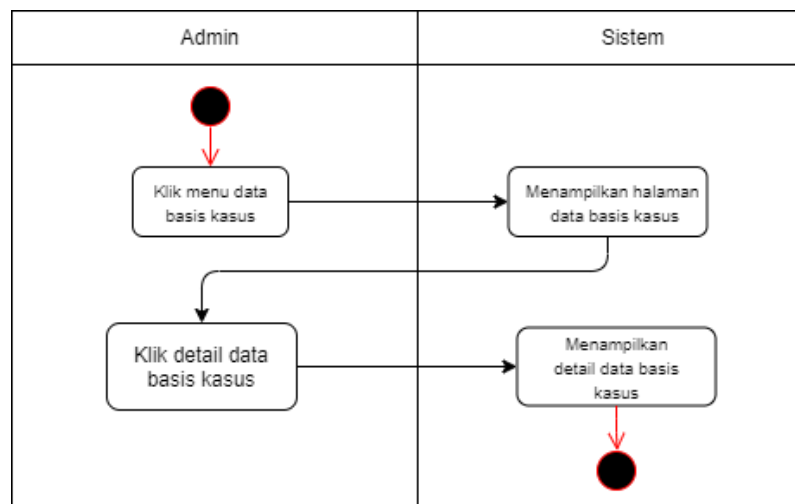 Admin
Sistem
Klik menu data
basis kasus
Menampilkan halaman
data basis kasus
Klik detail data
basis kasus
Menampilkan
detail data basis
kasus